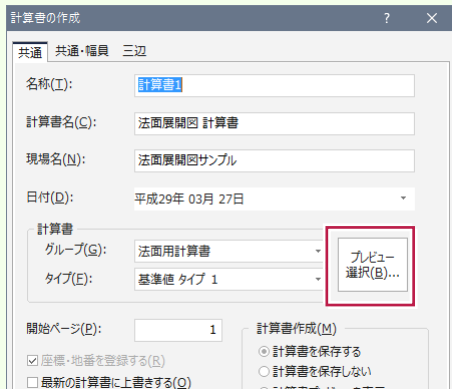 計算書の作成 ?
共通 共通・幅員 三辺
名称(T): 計算書1
計算書名(C): 法面展開図 計算書
現場名(N): 法面展開図サンプル
日付(D): 平成29年 03月 27日
計算書
グループ(G): 法面用計算書
タイプ(F): 基準値 タイプ 1
プレビュー
選択(B)...
開始ページ(P): 1
計算書作成(M)
計算書を保存する
座標・地番を登録する(R)
計算書を保存しない
最新の計算書に上書きする(O)